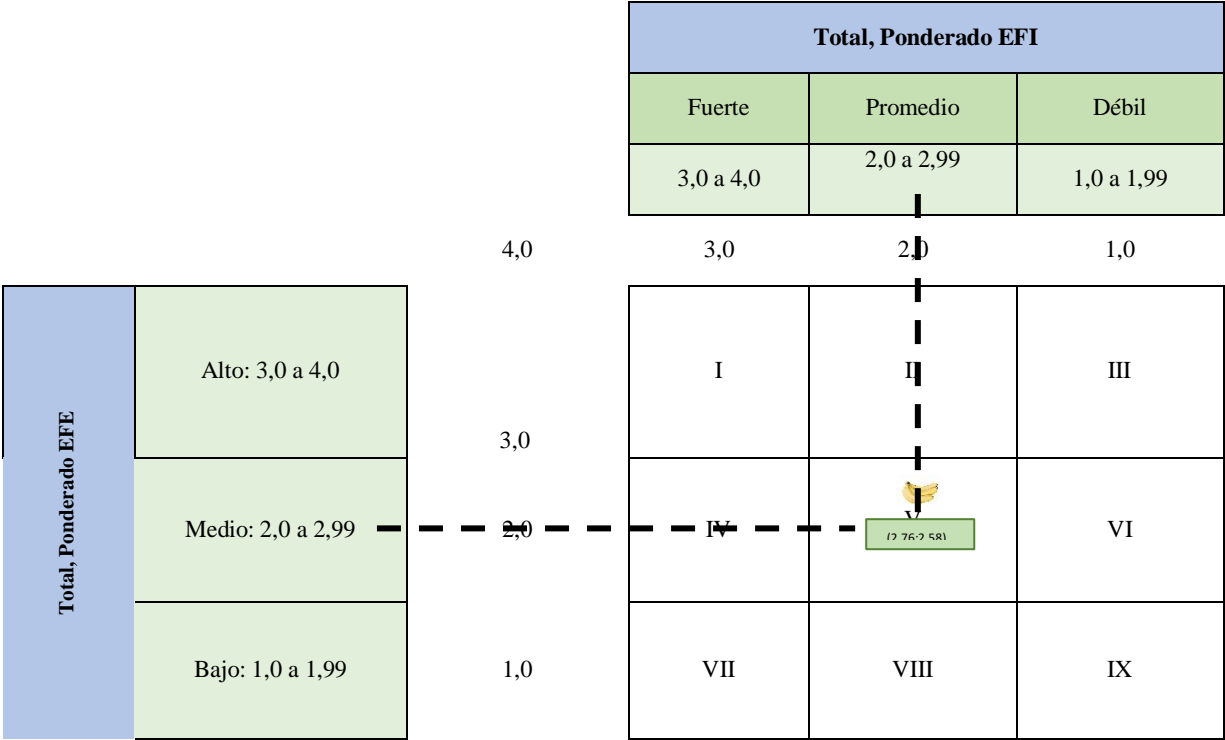 Total, Ponderado EFI
Fuerte Promedio Débil
3,0 a 4,0 2,0 a 2,99 1,0 a 1,99
4,0 3,0 2,0 1,0
Total, Ponderado EFE
Alto: 3,0 a 4,0 I II III
3,0
Medio: 2,0 a 2,99 2,0 IV V VI
(2.76;2.58)
Bajo: 1,0 a 1,99 1,0 VII VIII IX